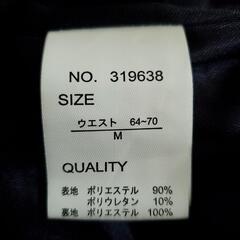 NO. 319638
SIZE
ウエスト 64~70
M
QUALITY
表地 ポリエステル 90%
ポリウレタン 10%
裏地 ポリエステル 100%